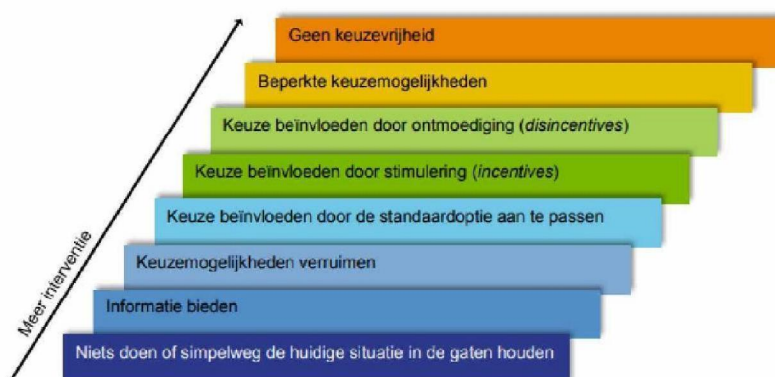 Geen keuzevrijheid
Beperkte keuzemogelijkheden
Keuze beïnvloeden door ontmoediging (disincentives)
Keuze beïnvloeden door stimulering (incentives)
Keuze beïnvloeden door de standaardoptie aan te passen
Keuzemogelijkheden verruimen
Informatie bieden
Niets doen of simpelweg de huidige situatie in de gaten houden
Meer interventie